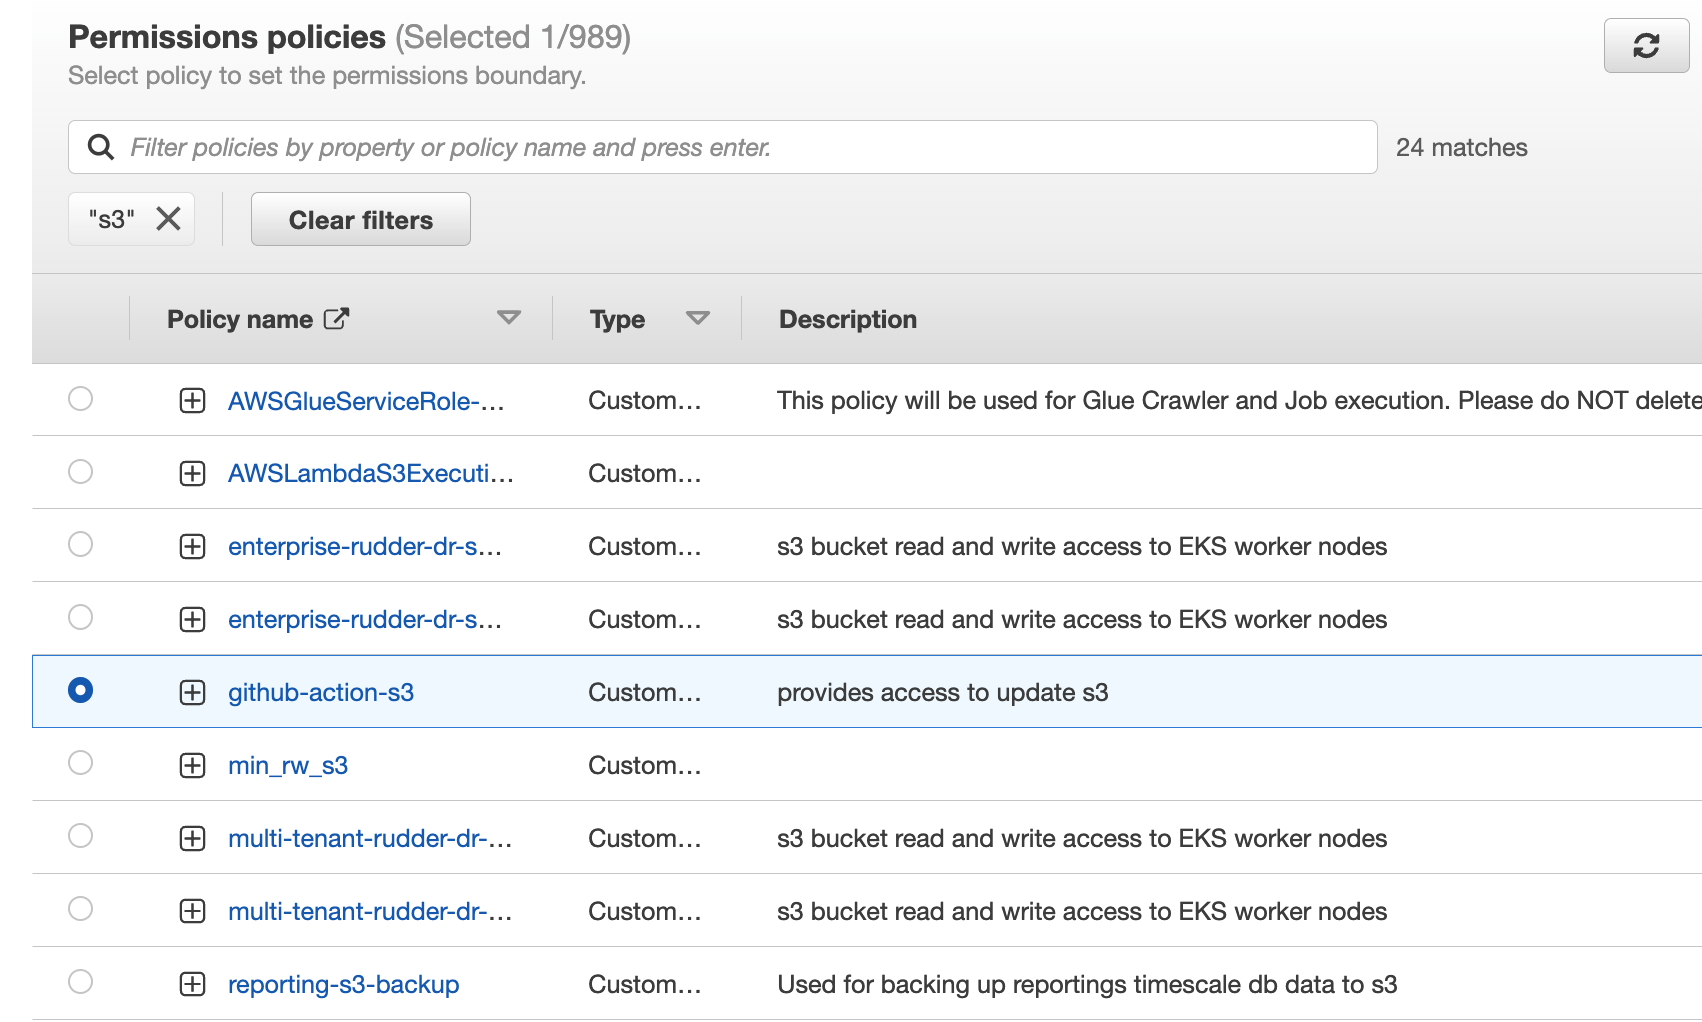 Permissions policies (Selected 1/989)
Select policy to set the permissions boundary.
Filter policies by property or policy name and press enter.
24 matches
"s3"
Clear filters
Policy name Type Description
AWSGlueServiceRole-... Custom... This policy will be used for Glue Crawler and Job execution. Please do NOT delete
AWSLambdaS3Executi... Custom...
enterprise-rudder-dr-s... Custom... s3 bucket read and write access to EKS worker nodes
enterprise-rudder-dr-s... Custom... s3 bucket read and write access to EKS worker nodes
github-action-s3 Custom... provides access to update s3
min_rw_s3 Custom...
multi-tenant-rudder-dr-... Custom... s3 bucket read and write access to EKS worker nodes
multi-tenant-rudder-dr-... Custom... s3 bucket read and write access to EKS worker nodes
reporting-s3-backup Custom... Used for backing up reportings timescale db data to s3